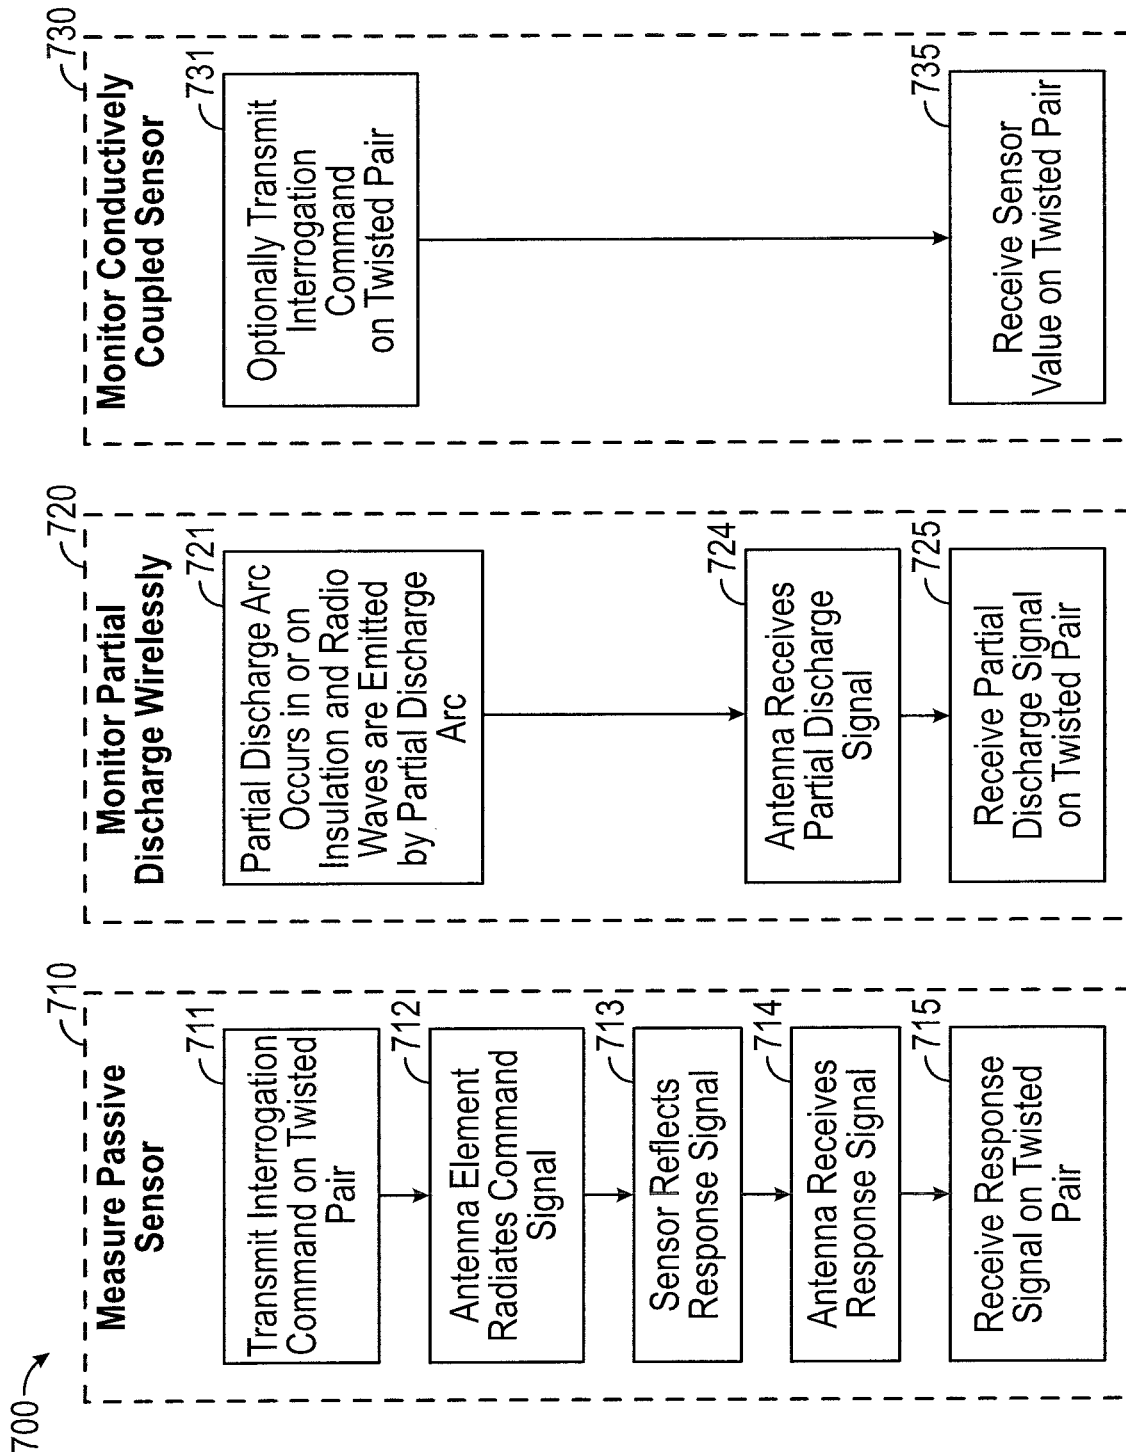 700
710
Measure Passive
Sensor
711
Transmit Interrogation
Command on Twisted
Pair
712
Antenna Element
Radiates Command
Signal
713
Sensor Reflects
Response Signal
714
Antenna Receives
Response Signal
715
Receive Response
Signal on Twisted
Pair
720
Monitor Partial
Discharge Wirelessly
721
Partial Discharge Arc
Occurs in or on
Insulation and Radio
Waves are Emitted
by Partial Discharge
Arc
724
Antenna Receives
Partial Discharge
Signal
725
Receive Partial
Discharge Signal
on Twisted Pair
730
Monitor Conductively
Coupled Sensor
731
Optionally Transmit
Interrogation
Command
on Twisted Pair
735
Receive Sensor
Value on Twisted Pair